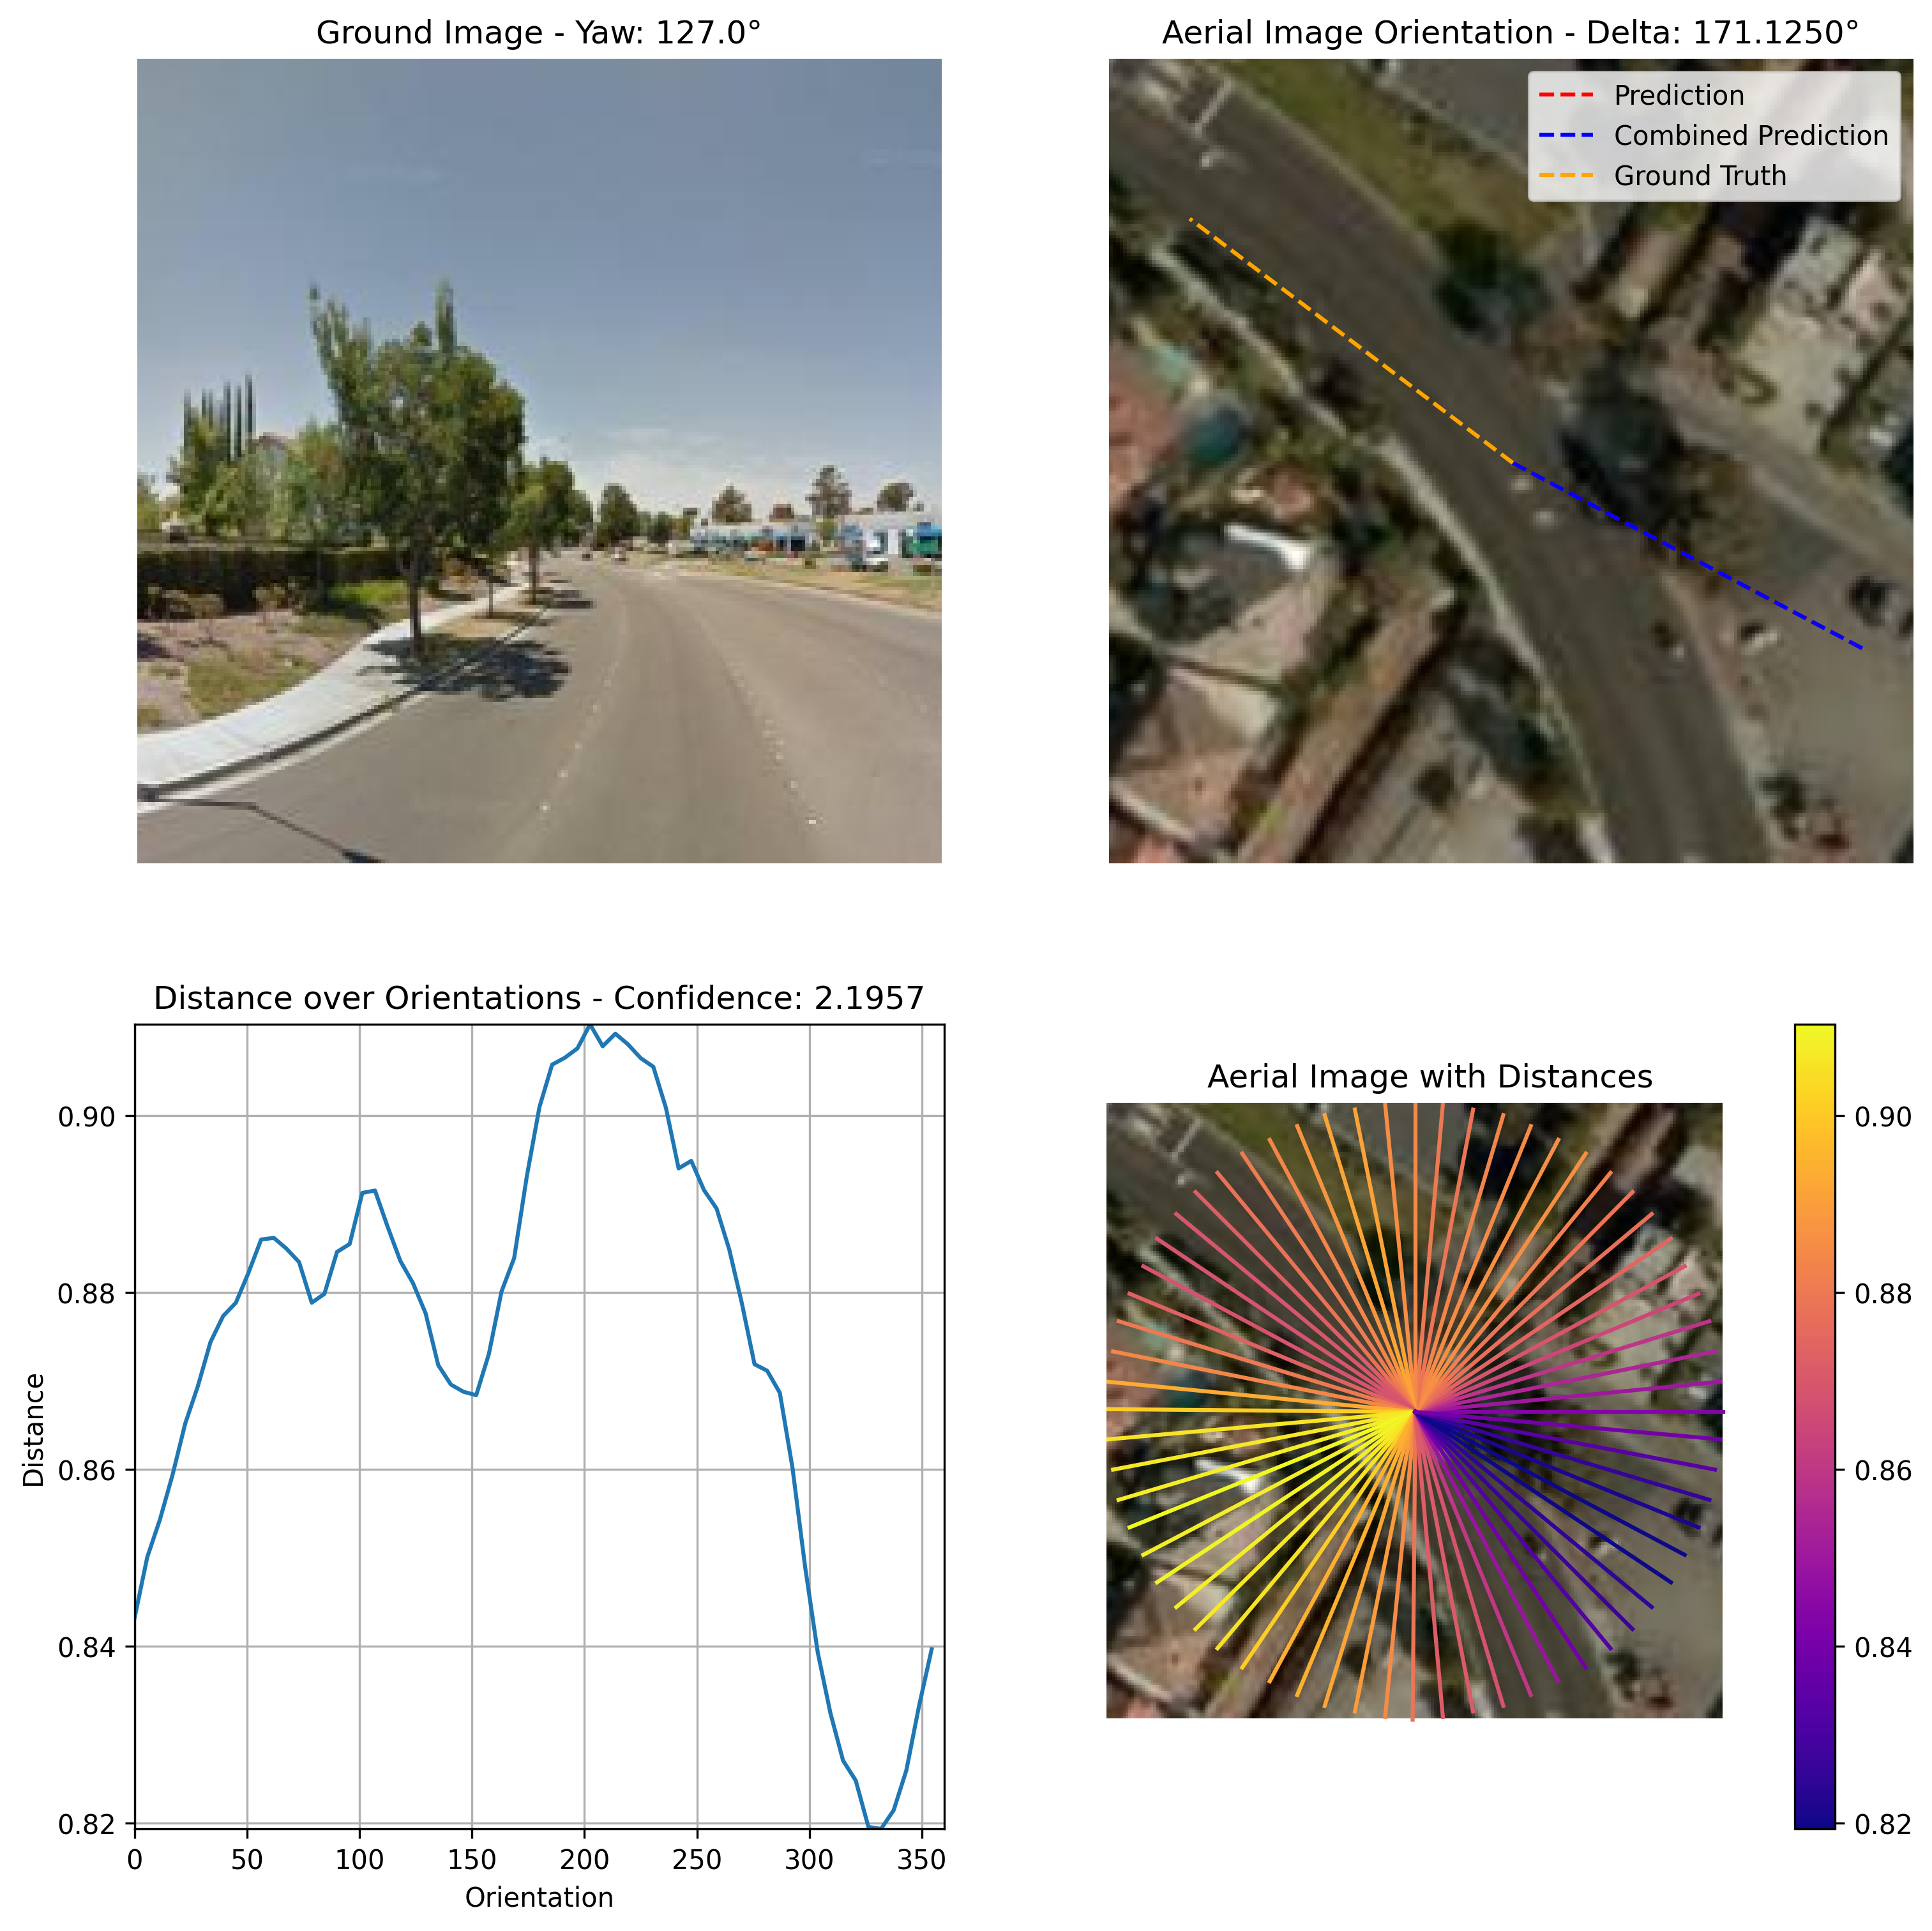 Ground Image - Yaw: 127.0°
Aerial Image Orientation - Delta: 171.1250°
Prediction
Combined Prediction
Ground Truth
Distance over Orientations - Confidence: 2.1957
0.90
0.88
0.86
0.84
0.82
Distance
0
50
100
150
200
250
300
350
Orientation
Aerial Image with Distances
0.90
0.88
0.86
0.84
0.82